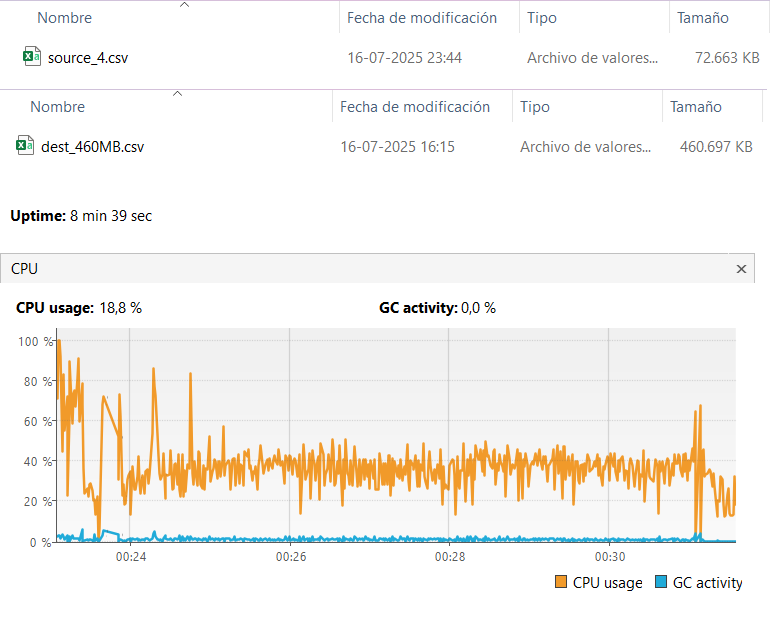 Nombre Fecha de modificación Tipo Tamaño
source_4.csv 16-07-2025 23:44 Archivo de valores... 72.663 KB
Nombre Fecha de modificación Tipo Tamaño
dest_460MB.csv 16-07-2025 16:15 Archivo de valores... 460.697 KB
Uptime: 8 min 39 sec
CPU
CPU usage: 18,8 % GC activity: 0,0 %
100 %
80 %
60 %
40 %
20 %
0 %
00:24 00:26 00:28 00:30
CPU usage GC activity